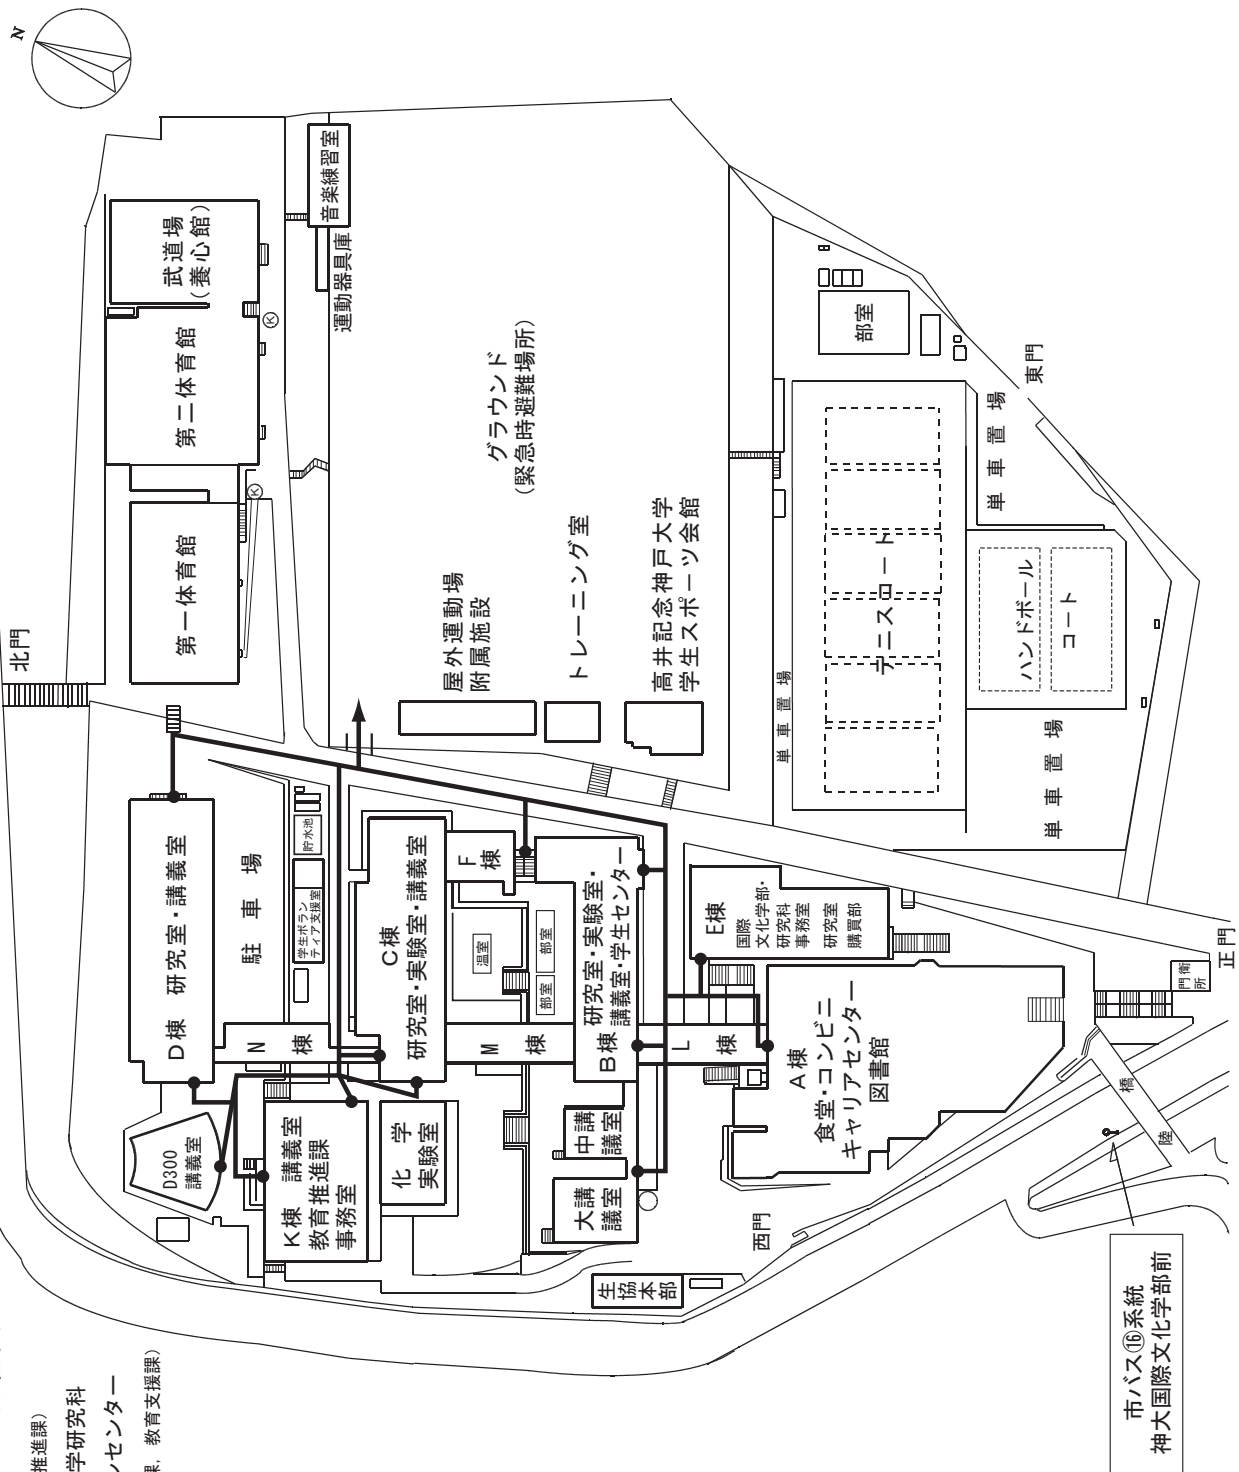 N
北門
武道場
(養心館)
第二体育館
第一体育館
Ⓚ
Ⓚ
音楽練習室
運動器具庫
グラウンド
(緊急時避難場所)
屋外運動場
附属施設
トレーニング室
高井記念神戸大学
学生スポーツ会館
部室
東門
単車置場
テニスコート
ハンドボール
コート
単車置場
単車置場
D棟 研究室・講義室
駐車場
貯水池
学生ボラン
ティア支援室
N棟
C棟
研究室・実験室・講義室
F棟
温室
部室
部室
M棟
B棟
研究室・実験室・
講義室・学生センター
E棟
国際
文化学部・
研究科
事務室
研究室
購買部
L棟
A棟
食堂・コンビニ
キャリアセンター
図書館
門衛所
正門
D300
講義室
K棟 講義室
教育推進課
事務室
化学
実験室
中講
義室
大講
義室
生協本部
西門
陸橋
市バス⑯系統
神大国際文化学部前
推進課)
学研究科
ンセンター
課, 教育支援課)